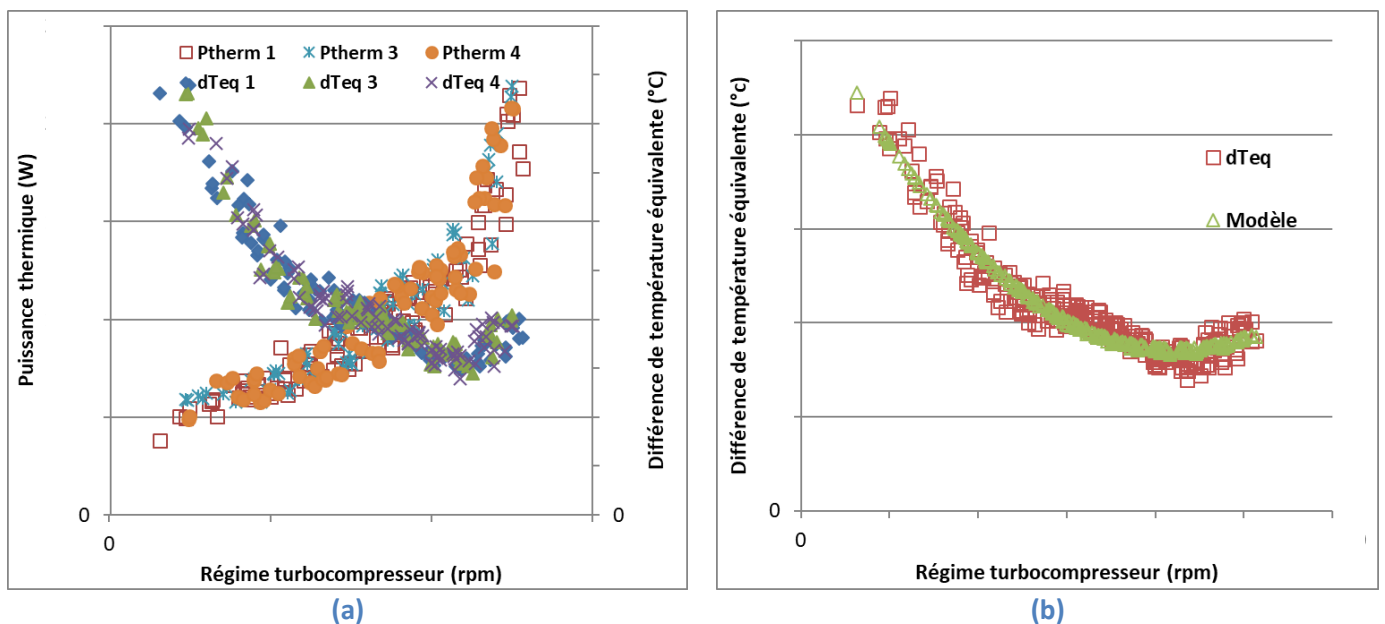 Ptherm 1 Ptherm 3 Ptherm 4
dTeq 1 dTeq 3 dTeq 4
Puissance thermique (W)
Différence de température équivalente (°C)
0 0
0
Régime turbocompresseur (rpm)
(a)
Différence de température équivalente (°c)
dTeq
Modèle
0
0
Régime turbocompresseur (rpm)
(b)